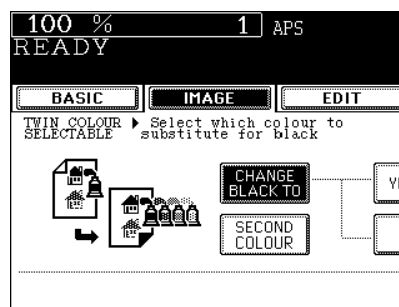 100 % 1 APS
READY
BASIC IMAGE EDIT
TWIN COLOUR ▶ Select which colour to
SELECTABLE substitute for black
CHANGE
BLACK TO
SECOND
COLOUR